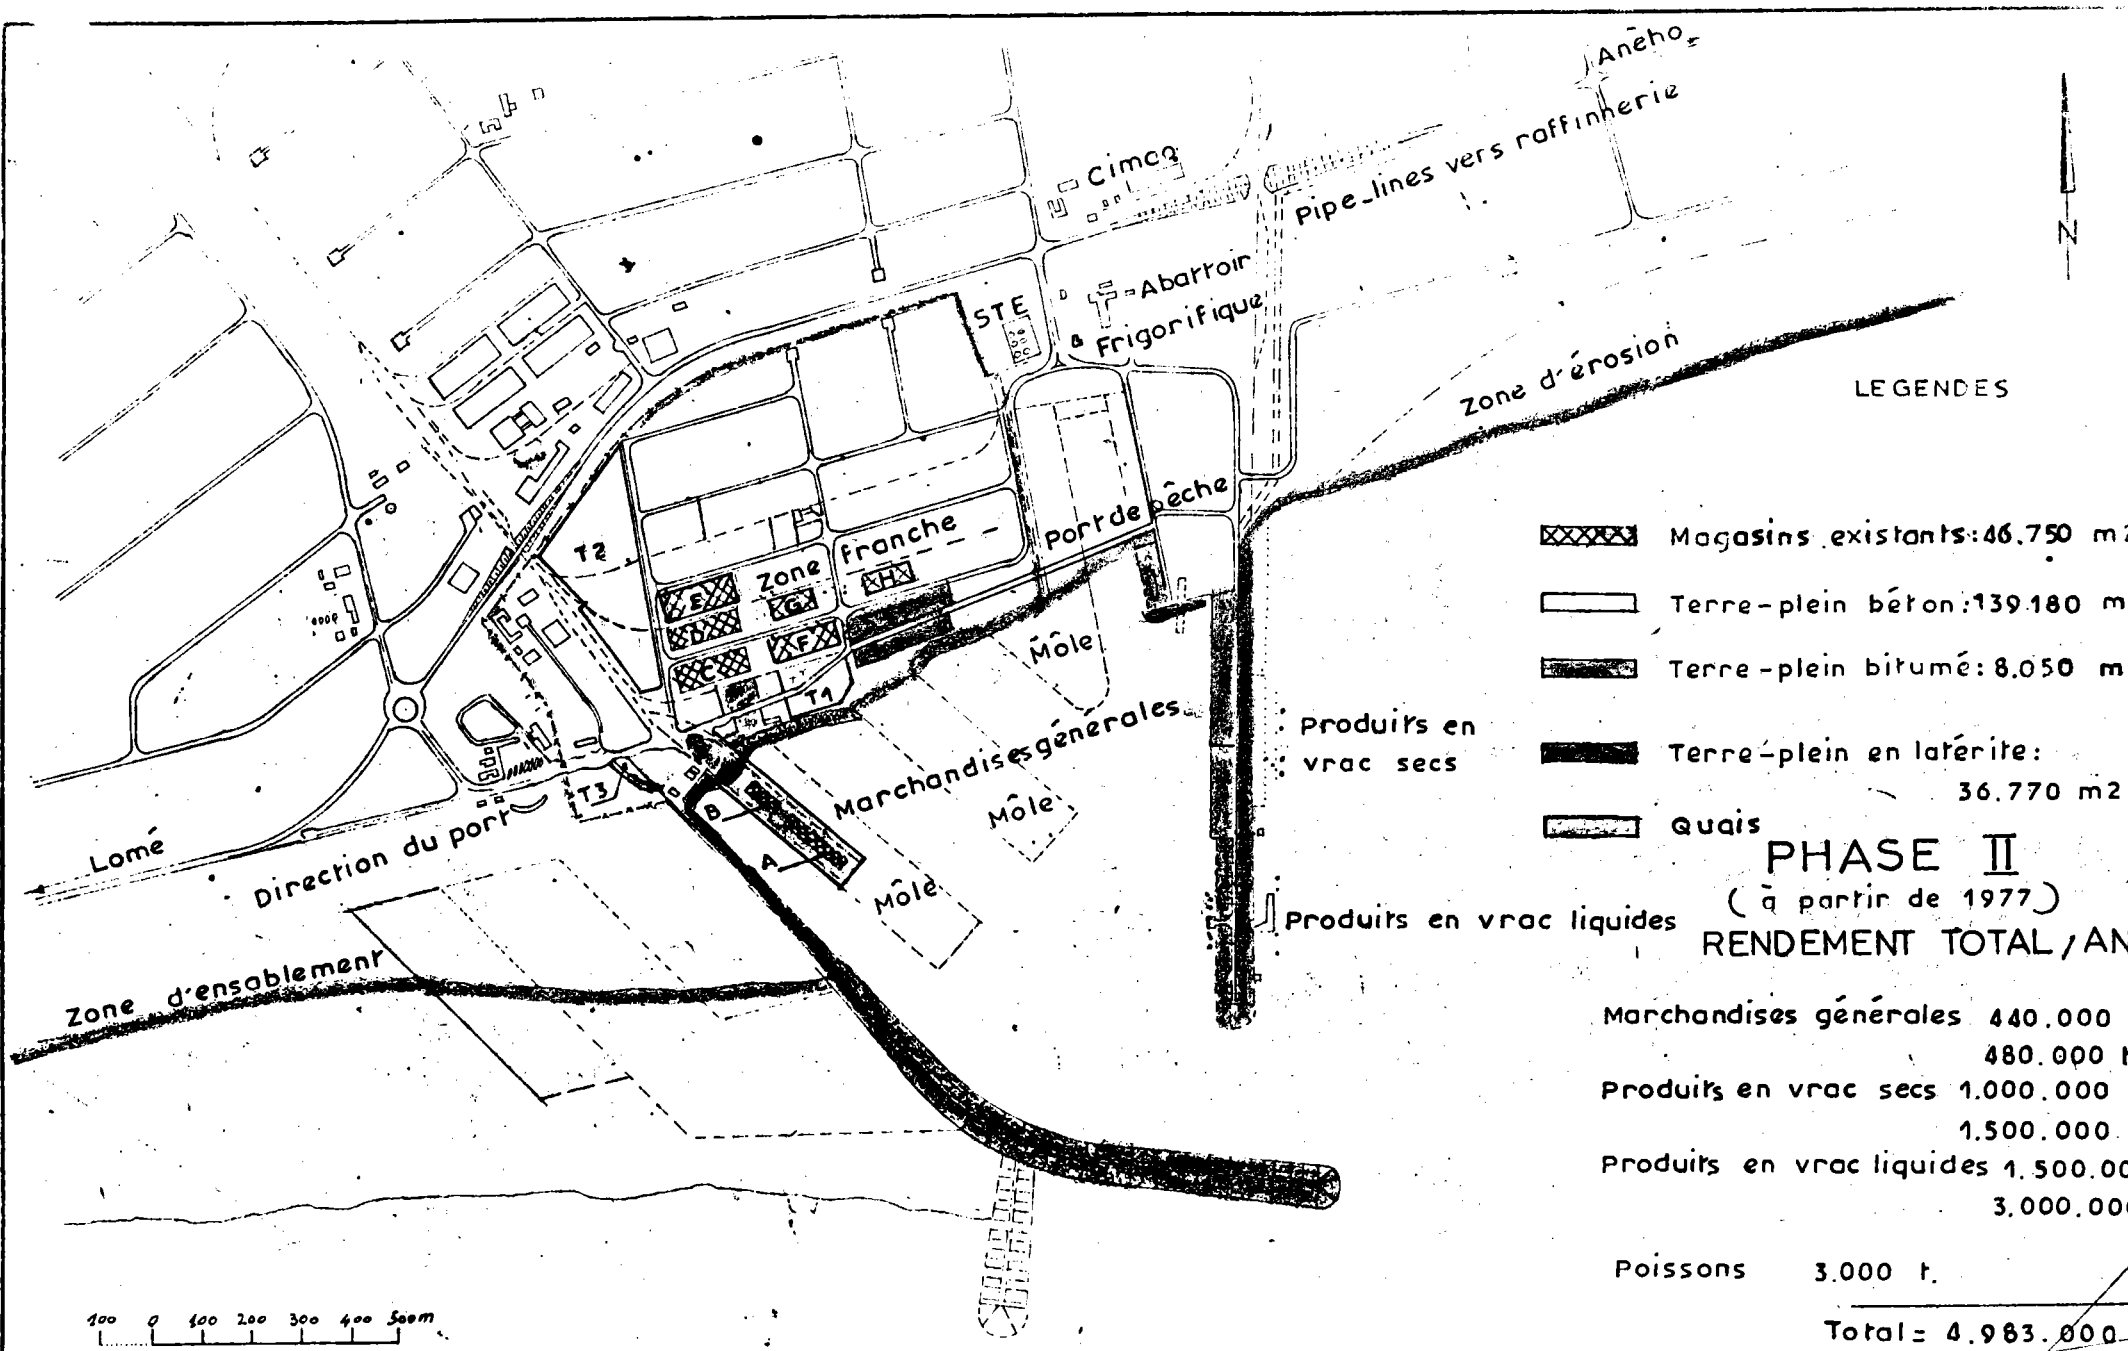 Aného
Pipe_lines vers raffinnerie
Cimao
Abattoir
Frigorifique
STE
N
Zone d'érosion
LEGENDES
Magasins existants: 46.750 m2
Terre-plein béton: 139.180 m
Terre-plein bitumé: 8.050 m
Terre-plein en latérite:
36.770 m2
Quais
PHASE II
(à partir de 1977)
RENDEMENT TOTAL/AN
Marchandises générales 440.000
480.000 t
Produits en vrac secs 1.000.000
1.500.000
Produits en vrac liquides 1.500.00
3.000.000
Poissons 3.000 t.
Total = 4.983.000
T2
Zone franche
Port de pêche
E
D
C
G
F
H
T1
Môle
Marchandises générales
Môle
Môle
Produits en
vrac secs
Produits en vrac liquides
T3
B
A
Lomé
Direction du port
Zone d'ensablement
100 0 100 200 300 400 500m